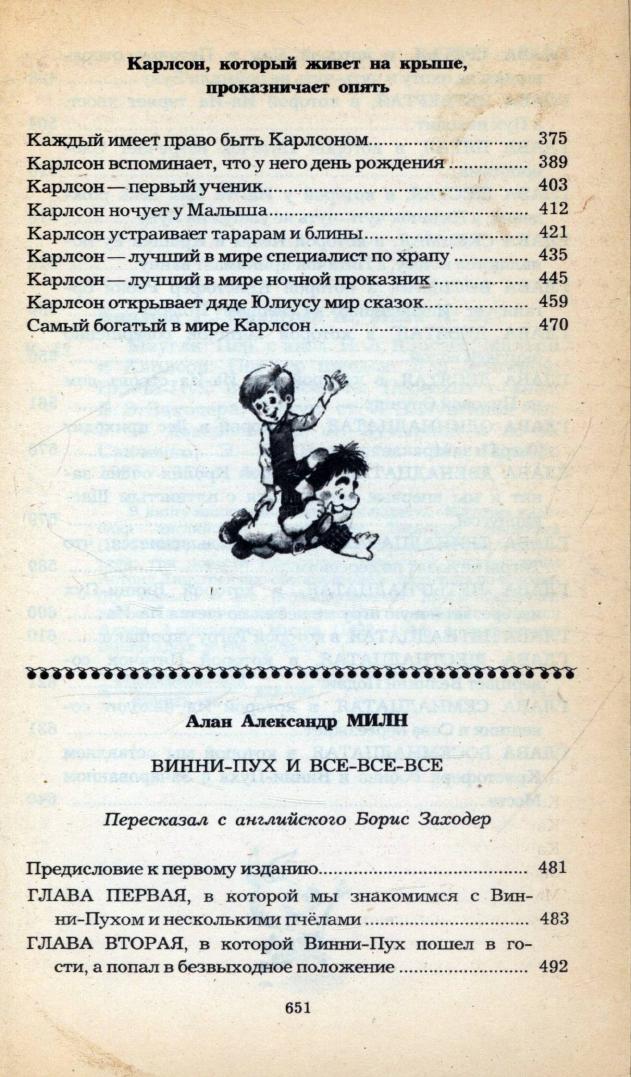 Карлсон, который живет на крыше,
проказничает опять
Каждый имеет право быть Карлсоном... 375
Карлсон вспоминает, что у него день рождения ... 389
Карлсон — первый ученик... 403
Карлсон ночует у Малыша ... 412
Карлсон устраивает тарарам и блины... 421
Карлсон — лучший в мире специалист по храпу ... 435
Карлсон — лучший в мире ночной проказник ... 445
Карлсон открывает дяде Юлиусу мир сказок... 459
Самый богатый в мире Карлсон ... 470
Алан Александр МИЛН
ВИННИ-ПУХ И ВСЕ-ВСЕ-ВСЕ
Пересказал с английского Борис Заходер
Предисловие к первому изданию... 481
ГЛАВА ПЕРВАЯ, в которой мы знакомимся с Вин-
ни-Пухом и несколькими пчёлами ... 483
ГЛАВА ВТОРАЯ, в которой Винни-Пух пошел в го-
сти, а попал в безвыходное положение ... 492
651